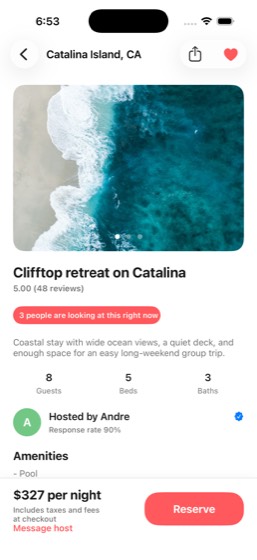 6:53
Catalina Island, CA
Clifftop retreat on Catalina
5.00 (48 reviews)
3 people are looking at this right now
Coastal stay with wide ocean views, a quiet deck, and
enough space for an easy long-weekend group trip.
8
Guests
5
Beds
3
Baths
A
Hosted by Andre
Response rate 90%
Amenities
- Pool
$327 per night
Includes taxes and fees
at checkout
Message host
Reserve